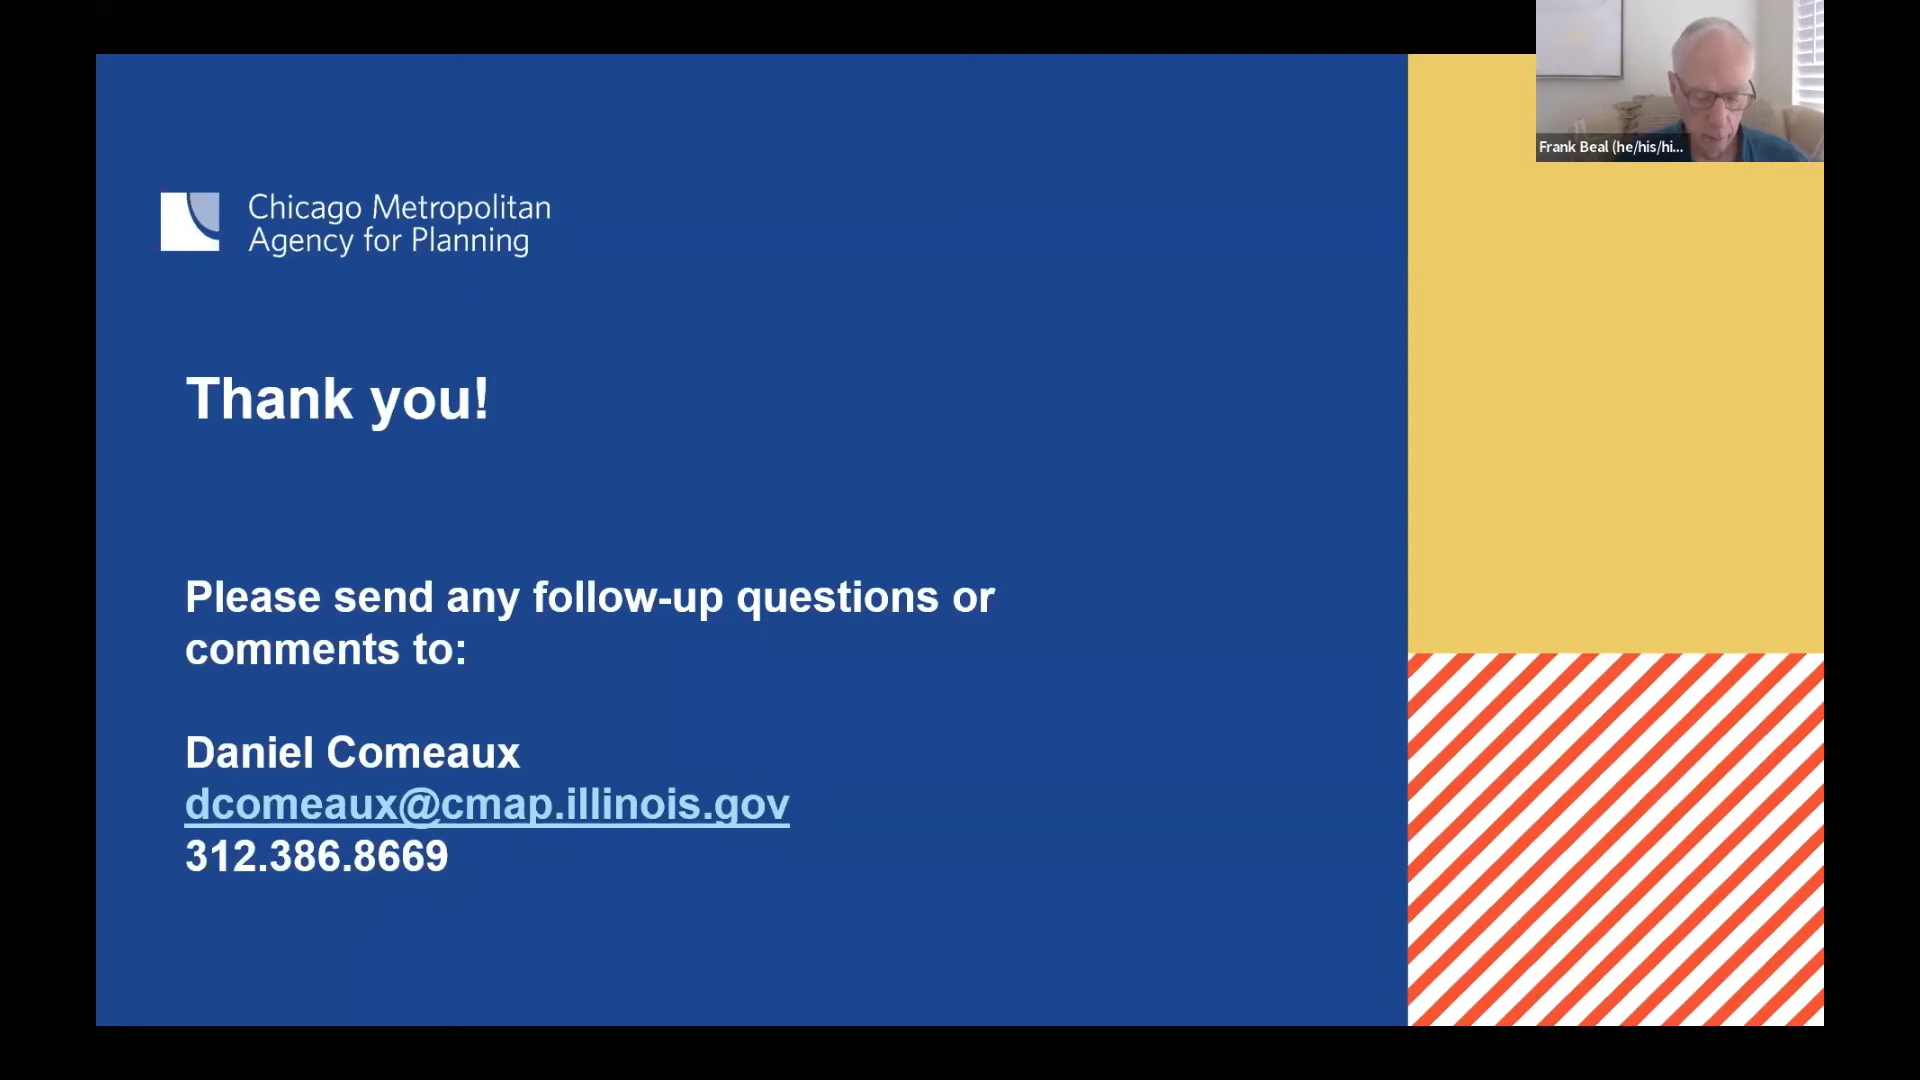 Frank Beal (he/his/hi...
Chicago Metropolitan
Agency for Planning
Thank you!
Please send any follow-up questions or
comments to:
Daniel Comeaux
dcomeaux@cmap.illinois.gov
312.386.8669